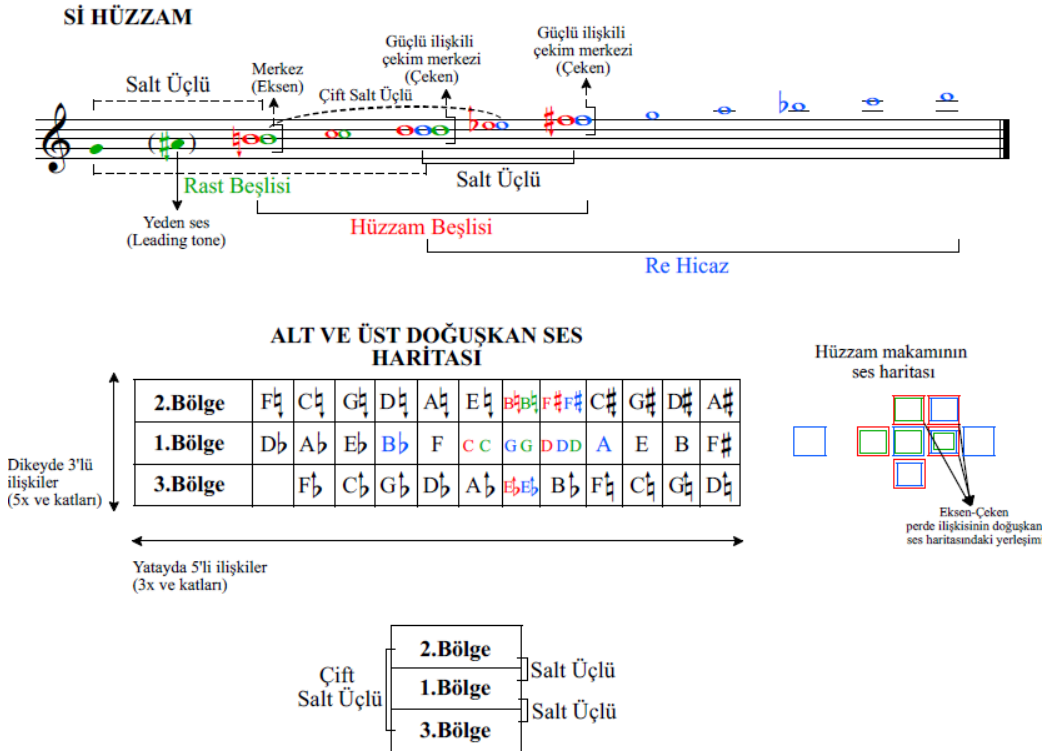 Sİ HÜZZAM
Salt Üçlü
Merkez
(Eksen)
Çift Salt Üçlü
Güçlü ilişkili
çekim merkezi
(Çeken)
Güçlü ilişkili
çekim merkezi
(Çeken)
Rast Beşlisi
Salt Üçlü
Yeden ses
(Leading tone)
Hüzzam Beşlisi
Re Hicaz
ALT VE ÜST DOĞUŞKAN SES
HARİTASI
2.Bölge F♮ C♮ G♮ D♮ A♮ E♮ B♮B♮ F♯F♯ C♯ G♯ D♯ A♯
1.Bölge D♭ A♭ E♭ B♭ F C C G G D D D A E B F♯
3.Bölge F♭ C♭ G♭ D♭ A♭ E♭E♭ B♭ F♮ C♮ G♮ D♮
Dikeyde 3'lü
ilişkiler
(5x ve katları)
Yatayda 5'li ilişkiler
(3x ve katları)
Hüzzam makamının
ses haritası
Eksen-Çeken
perde ilişkisinin doğuşkan
ses haritasındaki yerleşimi
Çift
Salt Üçlü
2.Bölge
1.Bölge
3.Bölge
Salt Üçlü
Salt Üçlü